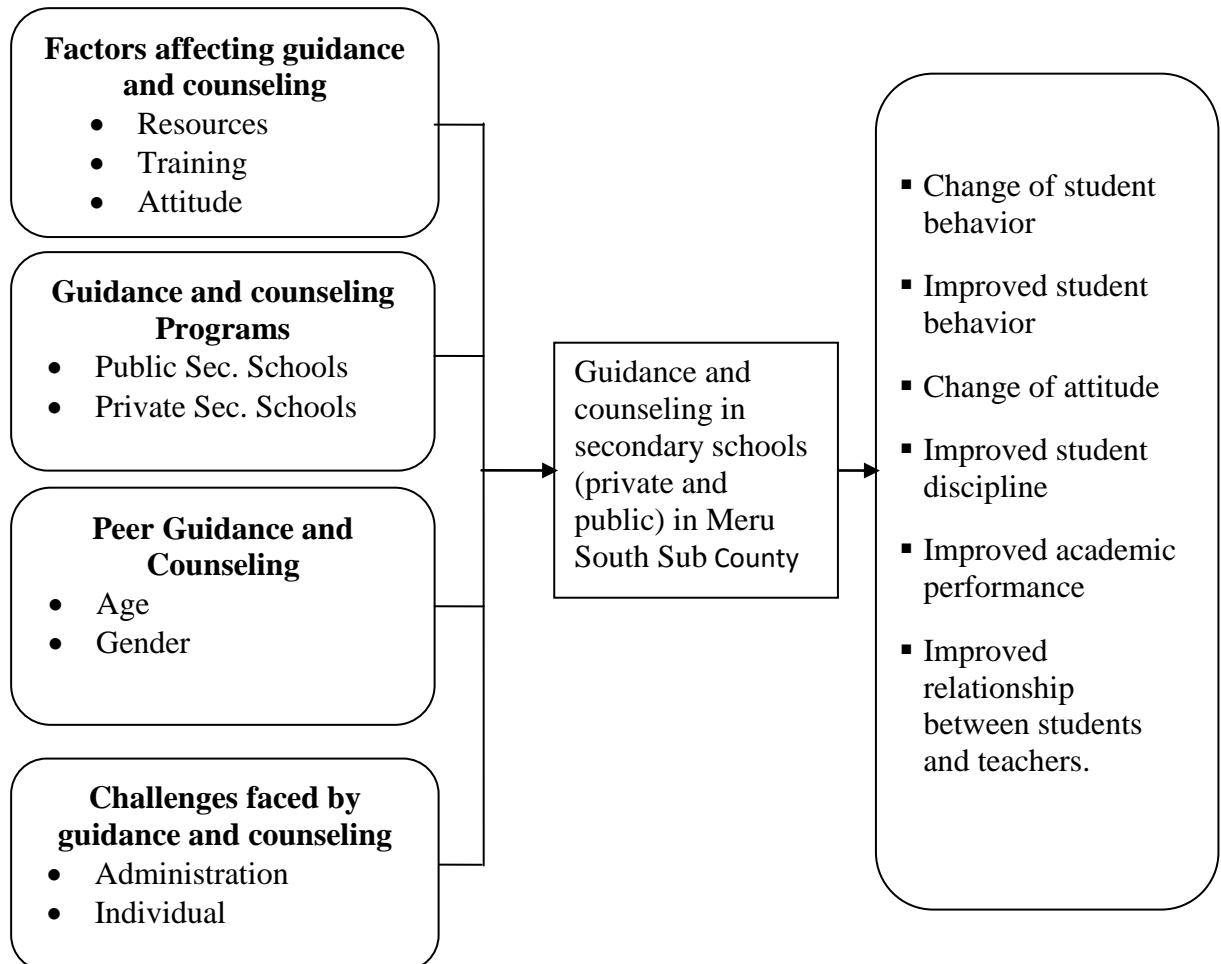 Factors affecting guidance
and counseling
• Resources
• Training
• Attitude
Guidance and counseling
Programs
• Public Sec. Schools
• Private Sec. Schools
Peer Guidance and
Counseling
• Age
• Gender
Challenges faced by
guidance and counseling
• Administration
• Individual
Guidance and
counseling in
secondary schools
(private and
public) in Meru
South Sub County
▪ Change of student
behavior
▪ Improved student
behavior
▪ Change of attitude
▪ Improved student
discipline
▪ Improved academic
performance
▪ Improved
relationship
between students
and teachers.